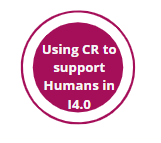 Using CR to
support
Humans in
I4.0